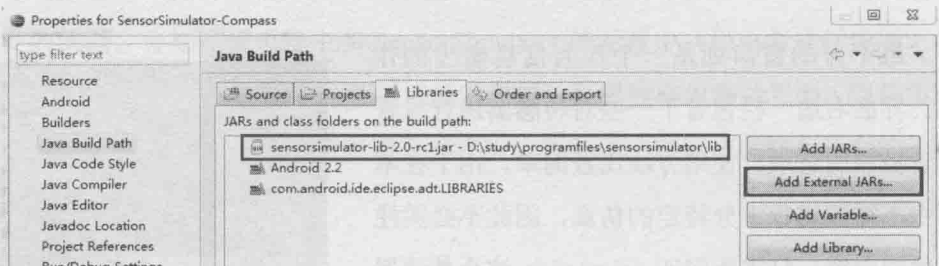 Properties for SensorSimulator-Compass
type filter text
Java Build Path
Resource
Android
Builders
Java Build Path
Java Code Style
Java Compiler
Java Editor
Javadoc Location
Project References
Run/Debug Settings
Source Projects Libraries Order and Export
JARs and class folders on the build path:
sensorsimulator-lib-2.0-rc1.jar - D:\study\programfiles\sensorsimulator\lib
Android 2.2
com.android.ide.eclipse.adt.LIBRARIES
Add JARs...
Add External JARs...
Add Variable...
Add Library...